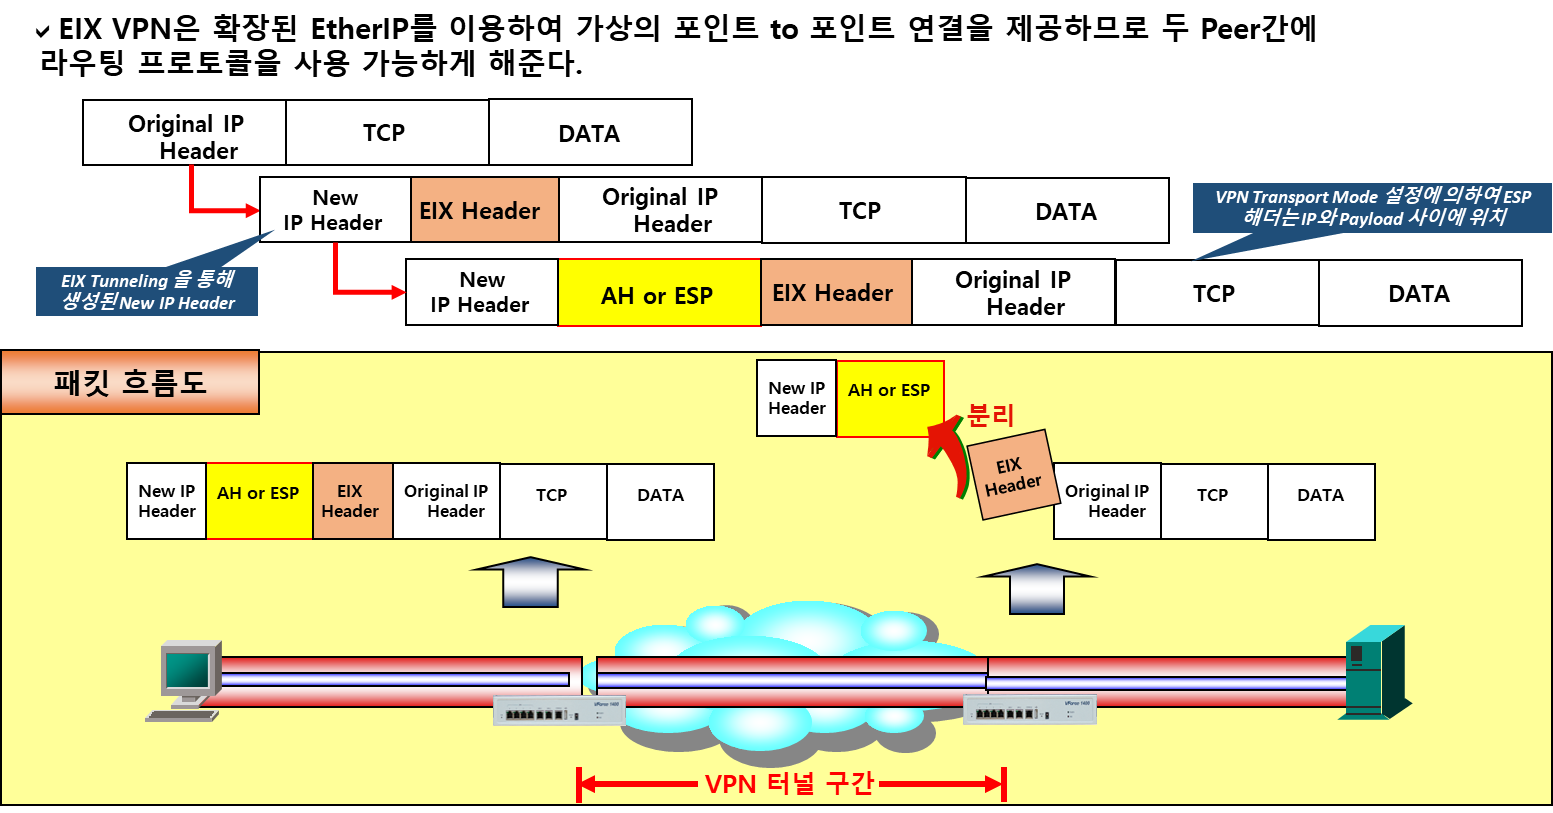 EIX VPN은 확장된 EtherIP를 이용하여 가상의 포인트 to 포인트 연결을 제공하므로 두 Peer간에
라우팅 프로토콜을 사용 가능하게 해준다.
Original IP
Header
TCP
DATA
New
IP Header
EIX Header
Original IP
Header
TCP
DATA
VPN Transport Mode 설정에 의하여 ESP
해더는 IP와 Payload 사이에 위치
EIX Tunneling 을 통해
생성된 New IP Header
New
IP Header
AH or ESP
EIX Header
Original IP
Header
TCP
DATA
패킷 흐름도
New IP
Header
AH or ESP
분리
EIX
Header
New IP
Header
AH or ESP
EIX
Header
Original IP
Header
TCP
DATA
Original IP
Header
TCP
DATA
VPN 터널 구간